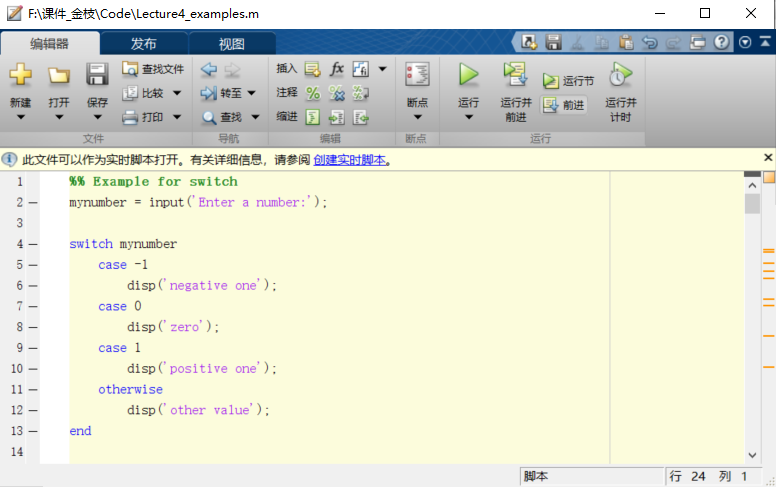 F:\课件_金枝\Code\Lecture4_examples.m
编辑器 发布 视图
新建 打开 保存 查找文件 比较 打印 转至 查找 插入 fx 注释 缩进 断点 运行 运行并前进 运行节 前进 运行并计时
文件 导航 编辑 断点 运行
此文件可以作为实时脚本打开。有关详细信息，请参阅 创建实时脚本。
1 %% Example for switch
2 — mynumber = input('Enter a number:');
3
4 — switch mynumber
5 — case -1
6 — disp('negative one');
7 — case 0
8 — disp('zero');
9 — case 1
10 — disp('positive one');
11 — otherwise
12 — disp('other value');
13 — end
14
脚本 行 24 列 1